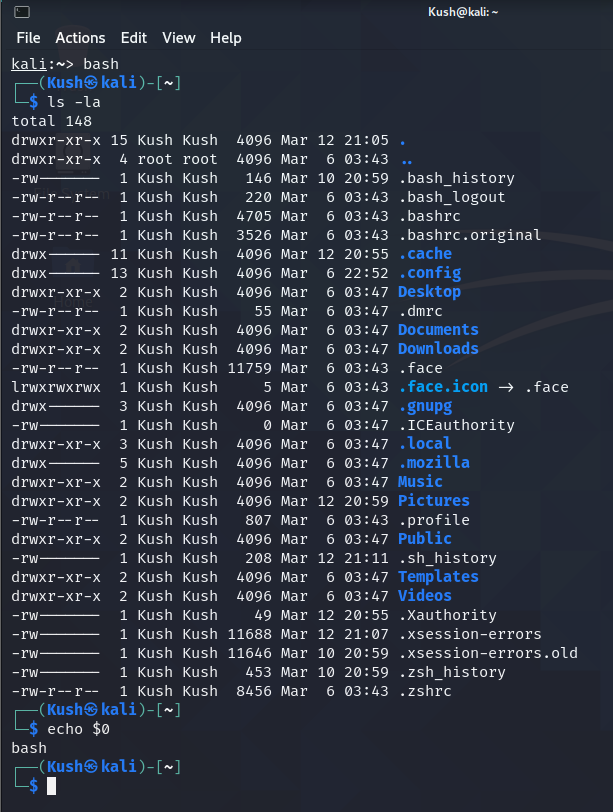 Kush@kali: ~
File Actions Edit View Help
kali:~> bash
┌──(Kush㉿kali)-[~]
└─$ ls -la
total 148
drwxr-xr-x 15 Kush Kush  4096 Mar 12 21:05 .
drwxr-xr-x  4 root root  4096 Mar  6 03:43 ..
-rw-------  1 Kush Kush   146 Mar 10 20:59 .bash_history
-rw-r--r--  1 Kush Kush   220 Mar  6 03:43 .bash_logout
-rw-r--r--  1 Kush Kush  4705 Mar  6 03:43 .bashrc
-rw-r--r--  1 Kush Kush  3526 Mar  6 03:43 .bashrc.original
drwx------ 11 Kush Kush  4096 Mar 12 20:55 .cache
drwx------ 13 Kush Kush  4096 Mar  6 22:52 .config
drwxr-xr-x  2 Kush Kush  4096 Mar  6 03:47 Desktop
-rw-r--r--  1 Kush Kush    55 Mar  6 03:47 .dmrc
drwxr-xr-x  2 Kush Kush  4096 Mar  6 03:47 Documents
drwxr-xr-x  2 Kush Kush  4096 Mar  6 03:47 Downloads
-rw-r--r--  1 Kush Kush 11759 Mar  6 03:43 .face
lrwxrwxrwx  1 Kush Kush     5 Mar  6 03:43 .face.icon -> .face
drwx------  3 Kush Kush  4096 Mar  6 03:47 .gnupg
-rw-------  1 Kush Kush     0 Mar  6 03:47 .ICEauthority
drwxr-xr-x  3 Kush Kush  4096 Mar  6 03:47 .local
drwx------  5 Kush Kush  4096 Mar  6 03:47 .mozilla
drwxr-xr-x  2 Kush Kush  4096 Mar  6 03:47 Music
drwxr-xr-x  2 Kush Kush  4096 Mar 12 20:59 Pictures
-rw-r--r--  1 Kush Kush   807 Mar  6 03:43 .profile
drwxr-xr-x  2 Kush Kush  4096 Mar  6 03:47 Public
-rw-------  1 Kush Kush   208 Mar 12 21:11 .sh_history
drwxr-xr-x  2 Kush Kush  4096 Mar  6 03:47 Templates
drwxr-xr-x  2 Kush Kush  4096 Mar  6 03:47 Videos
-rw-------  1 Kush Kush    49 Mar 12 20:55 .Xauthority
-rw-------  1 Kush Kush 11688 Mar 12 21:07 .xsession-errors
-rw-------  1 Kush Kush 11646 Mar 10 20:59 .xsession-errors.old
-rw-------  1 Kush Kush   453 Mar 10 20:59 .zsh_history
-rw-r--r--  1 Kush Kush  8456 Mar  6 03:43 .zshrc
┌──(Kush㉿kali)-[~]
└─$ echo $0
bash
┌──(Kush㉿kali)-[~]
└─$